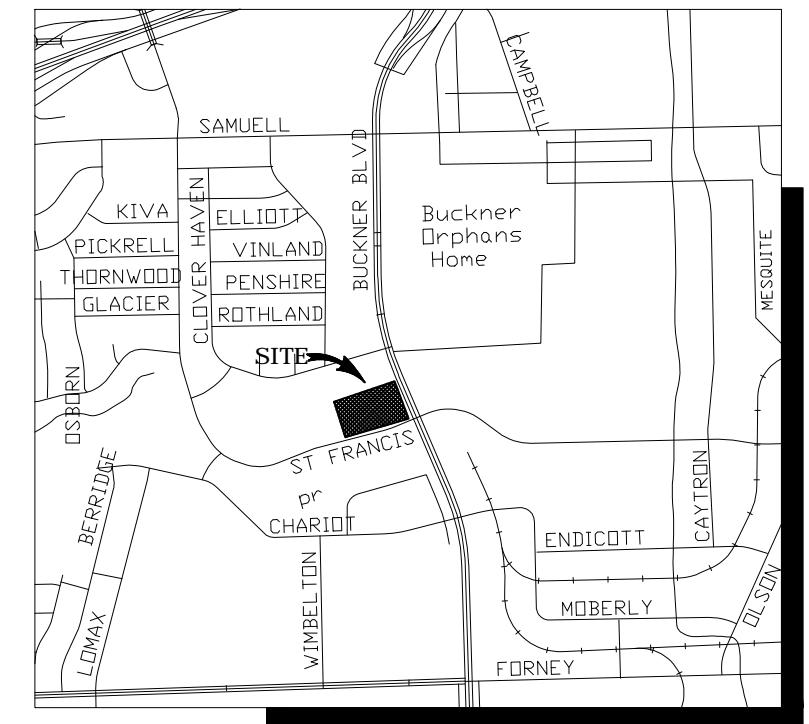 CAMPBELL
SAMUELL
BUCKNER BLVD
KIVA
CLOVER HAVEN
ELLIOTT
Buckner
Orphans
Home
PICKRELL
VINLAND
MESQUITE
THORNWOOD
PENSHIRE
GLACIER
ROTHLAND
SITE
OSBORN
ST FRANCIS
BERRIDGE
CAYTRON
pr
CHARIOT
ENDICOTT
WIMBELTON
MOBERLY
OLSON
LOMAX
FORNEY